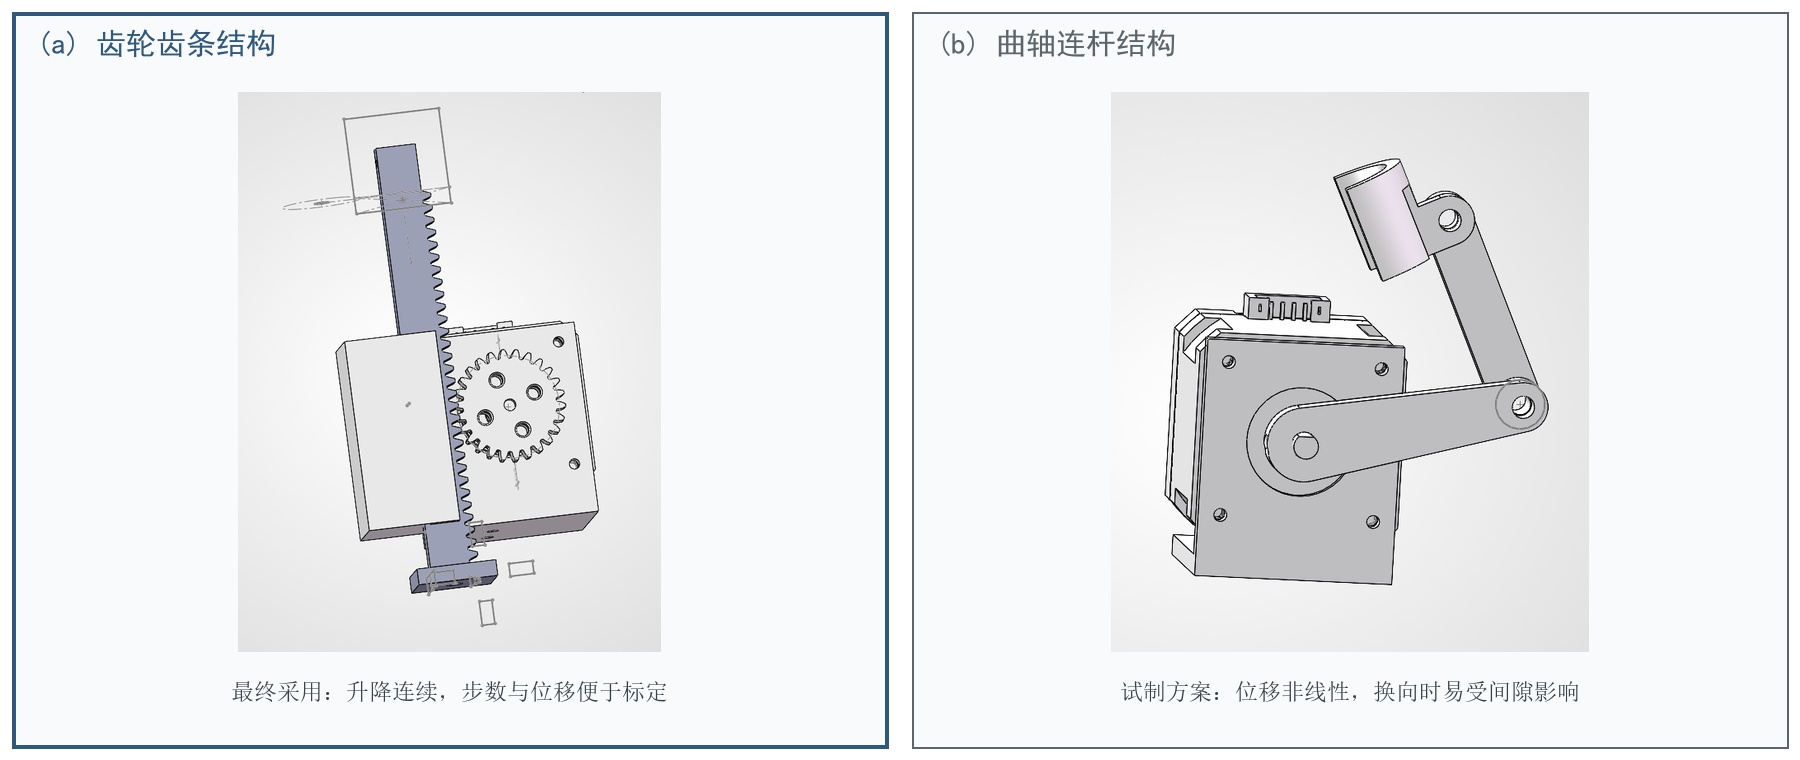 （a） 齿轮齿条结构
最终采用：升降连续，步数与位移便于标定
（b） 曲轴连杆结构
试制方案：位移非线性，换向时易受间隙影响